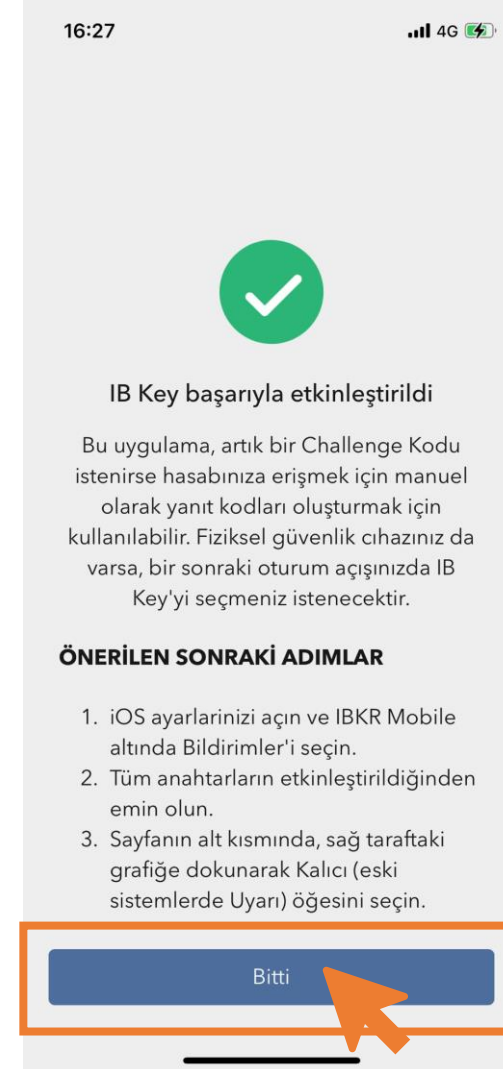 16:27
4G
IB Key başarıyla etkinleştirildi
Bu uygulama, artık bir Challenge Kodu
istenirse hasabınıza erişmek için manuel
olarak yanıt kodları oluşturmak için
kullanılabilir. Fiziksel güvenlik cıhazınız da
varsa, bir sonraki oturum açışınızda IB
Key'yi seçmeniz istenecektir.
ÖNERİLEN SONRAKİ ADIMLAR
1. iOS ayarlarinizi açın ve IBKR Mobile
altında Bildirimler'i seçin.
2. Tüm anahtarların etkinleştirildiğinden
emin olun.
3. Sayfanın alt kısmında, sağ taraftaki
grafiğe dokunarak Kalıcı (eski
sistemlerde Uyarı) öğesini seçin.
Bitti